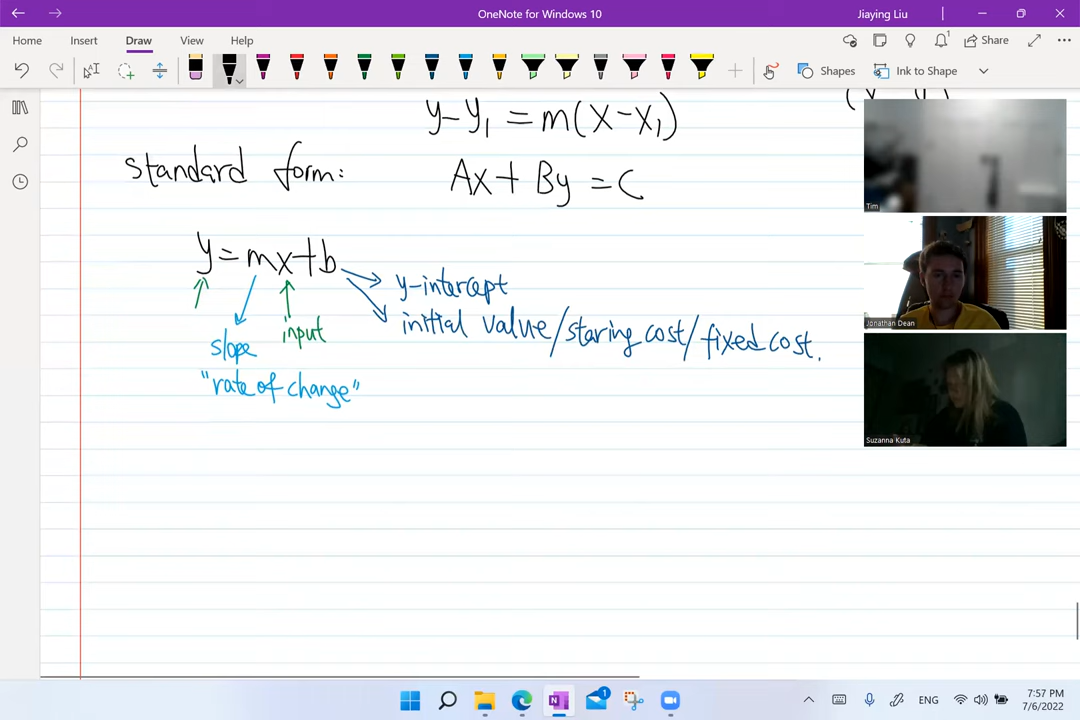 OneNote for Windows 10
Jiaying Liu
Home Insert Draw View Help
Share
Shapes
Ink to Shape
y-y₁ = m(x-x₁)
Standard form: Ax + By = C
y = mx+b
y-intercept
initial value/staring cost/fixed cost.
input
slope
"rate of change"
Tim
Jonathan Dean
Suzanna Kuta
1
ENG
7:57 PM
7/6/2022